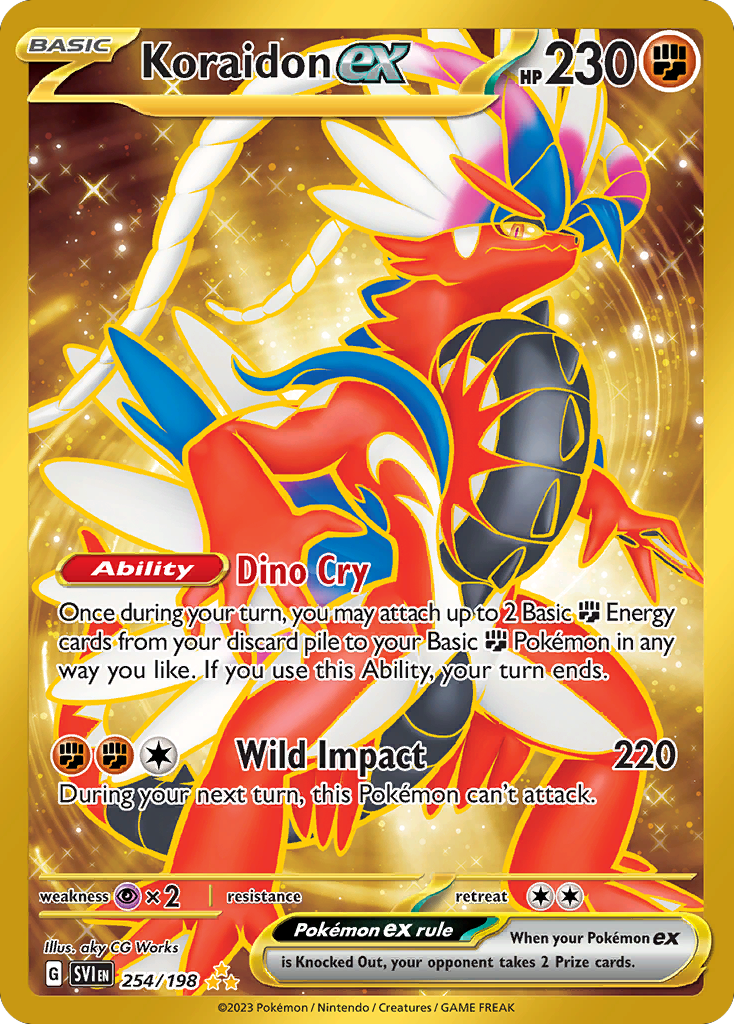 BASIC Koraidon ex HP 230
Ability Dino Cry
Once during your turn, you may attach up to 2 Basic Energy
cards from your discard pile to your Basic Pokémon in any
way you like. If you use this Ability, your turn ends.
Wild Impact 220
During your next turn, this Pokémon can't attack.
weakness ×2 resistance retreat
Illus. aky CG Works
Pokémon ex rule When your Pokémon ex
is Knocked Out, your opponent takes 2 Prize cards.
G SVI EN 254/198
©2023 Pokémon / Nintendo / Creatures / GAME FREAK